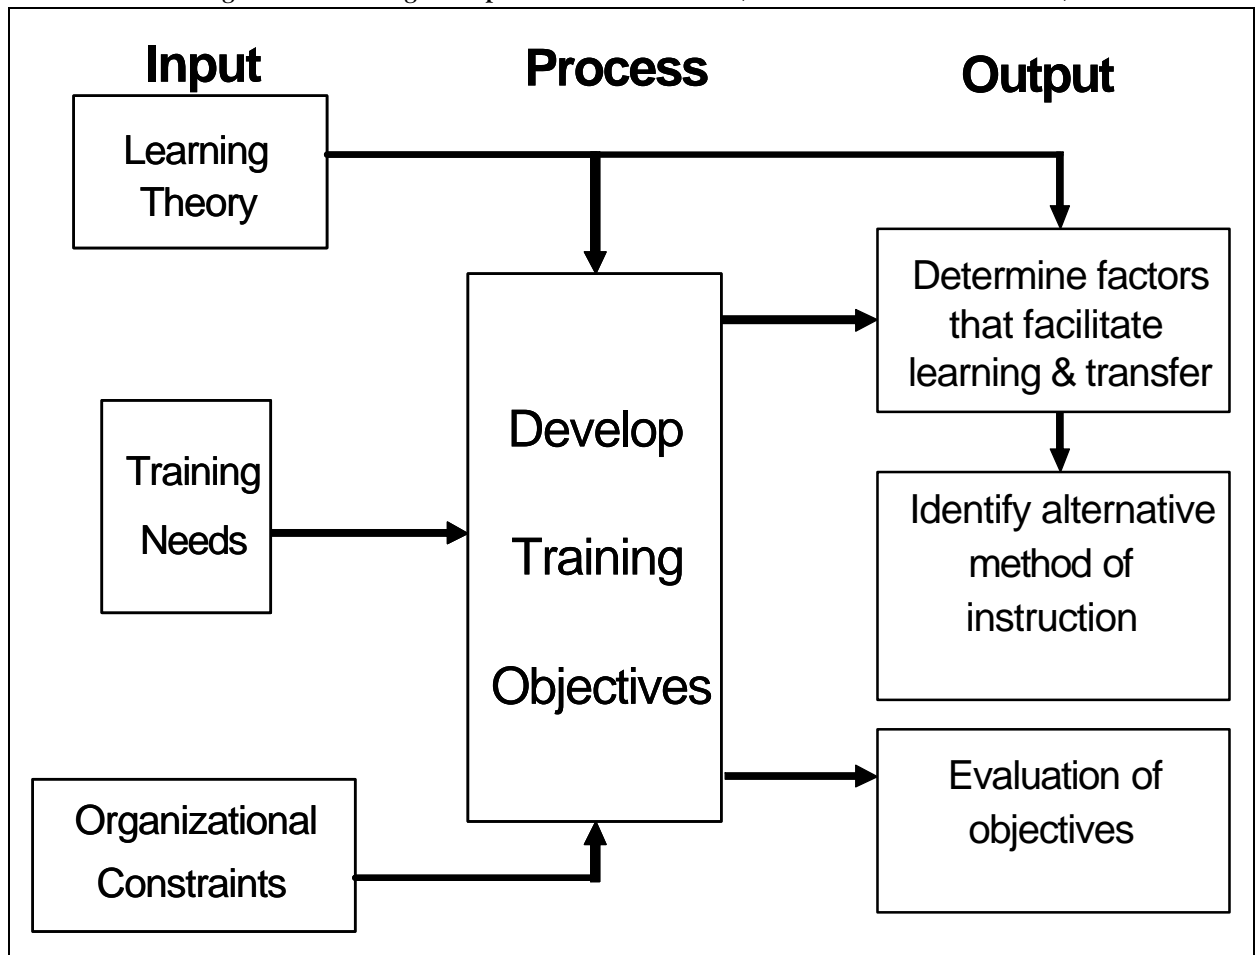 Input
Process
Output
Learning
Theory
Determine factors
that facilitate
learning & transfer
Training
Needs
Develop
Training
Objectives
Identify alternative
method of
instruction
Organizational
Constraints
Evaluation of
objectives